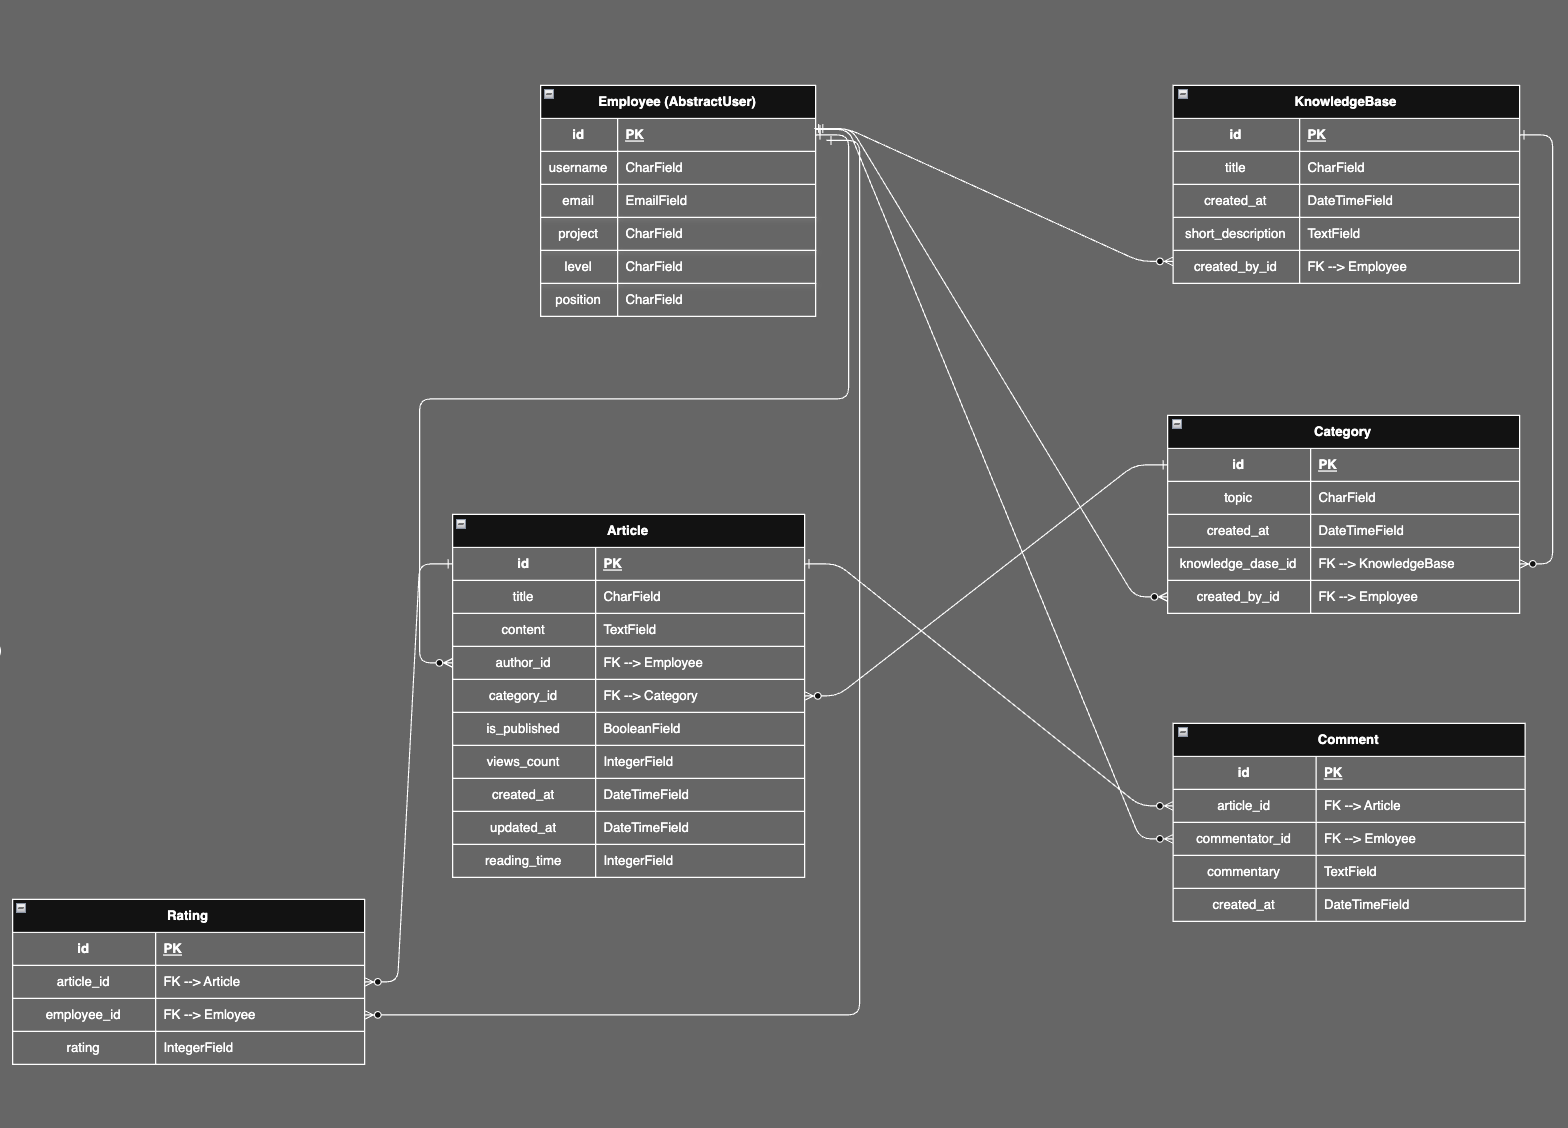 Employee (AbstractUser)
id PK
username CharField
email EmailField
project CharField
level CharField
position CharField
KnowledgeBase
id PK
title CharField
created_at DateTimeField
short_description TextField
created_by_id FK --> Employee
Category
id PK
topic CharField
created_at DateTimeField
knowledge_dase_id FK --> KnowledgeBase
created_by_id FK --> Employee
Article
id PK
title CharField
content TextField
author_id FK --> Employee
category_id FK --> Category
is_published BooleanField
views_count IntegerField
created_at DateTimeField
updated_at DateTimeField
reading_time IntegerField
Comment
id PK
article_id FK --> Article
commentator_id FK --> Emloyee
commentary TextField
created_at DateTimeField
Rating
id PK
article_id FK --> Article
employee_id FK --> Emloyee
rating IntegerField